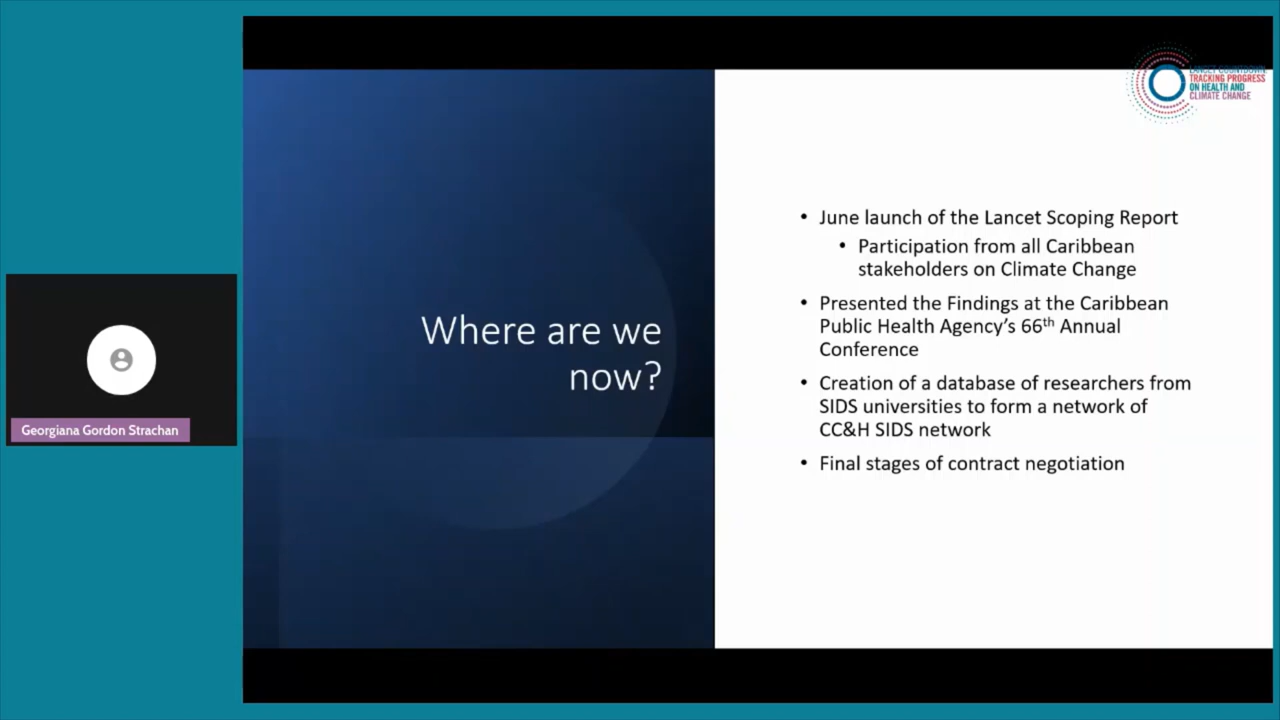 LANCET COUNTDOWN:
TRACKING PROGRESS
ON HEALTH AND
CLIMATE CHANGE
Where are we
now?
• June launch of the Lancet Scoping Report
• Participation from all Caribbean
stakeholders on Climate Change
• Presented the Findings at the Caribbean
Public Health Agency’s 66th Annual
Conference
• Creation of a database of researchers from
SIDS universities to form a network of
CC&H SIDS network
• Final stages of contract negotiation
Georgiana Gordon Strachan